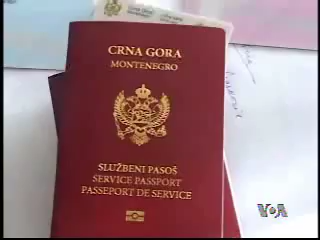 CRNA GORA
MONTENEGRO
SLUŽBENI PASOŠ
SERVICE PASSPORT
PASSEPORT DE SERVICE
VOA